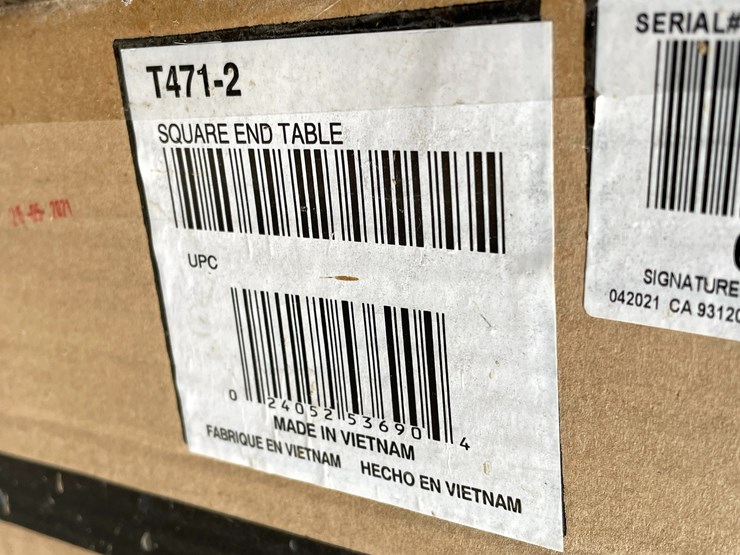 T471-2
SQUARE END TABLE
UPC
0 24052 53690 4
MADE IN VIETNAM
FABRIQUE EN VIETNAM HECHO EN VIETNAM
SERIAL#
SIGNATURE
042021 CA 93120
2021